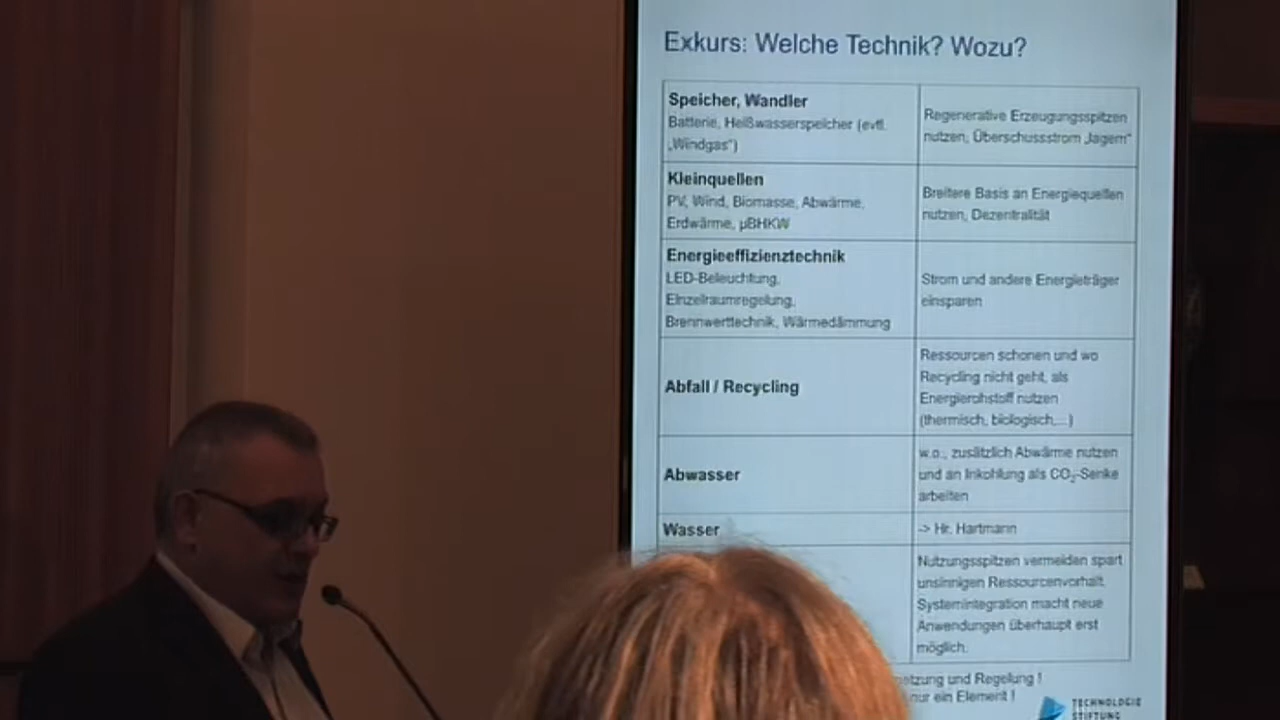 Exkurs: Welche Technik? Wozu?
Speicher, Wandler
Batterie, Heißwasserspeicher (evtl.
„Windgas“)
Regenerative Erzeugungsspitzen
nutzen, Überschussstrom „jagern“
Kleinquellen
PV, Wind, Biomasse, Abwärme,
Erdwärme, µBHKW
Breitere Basis an Energiequellen
nutzen, Dezentralität
Energieeffizienztechnik
LED-Beleuchtung,
Einzelraumregelung,
Brennwerttechnik, Wärmedämmung
Strom und andere Energieträger
einsparen
Abfall / Recycling
Ressourcen schonen und wo
Recycling nicht geht, als
Energierohstoff nutzen
(thermisch, biologisch,...)
Abwasser
w.o., zusätzlich Abwärme nutzen
und an Inkohlung als CO₂-Senke
arbeiten
Wasser
-> Hr. Hartmann
Nutzungsspitzen vermeiden spart
unsinnigen Ressourcenvorhalt.
Systemintegration macht neue
Anwendungen überhaupt erst
möglich.
und Regelung !
nur ein Element !
TECHNOLOGIE
STIFTUNG